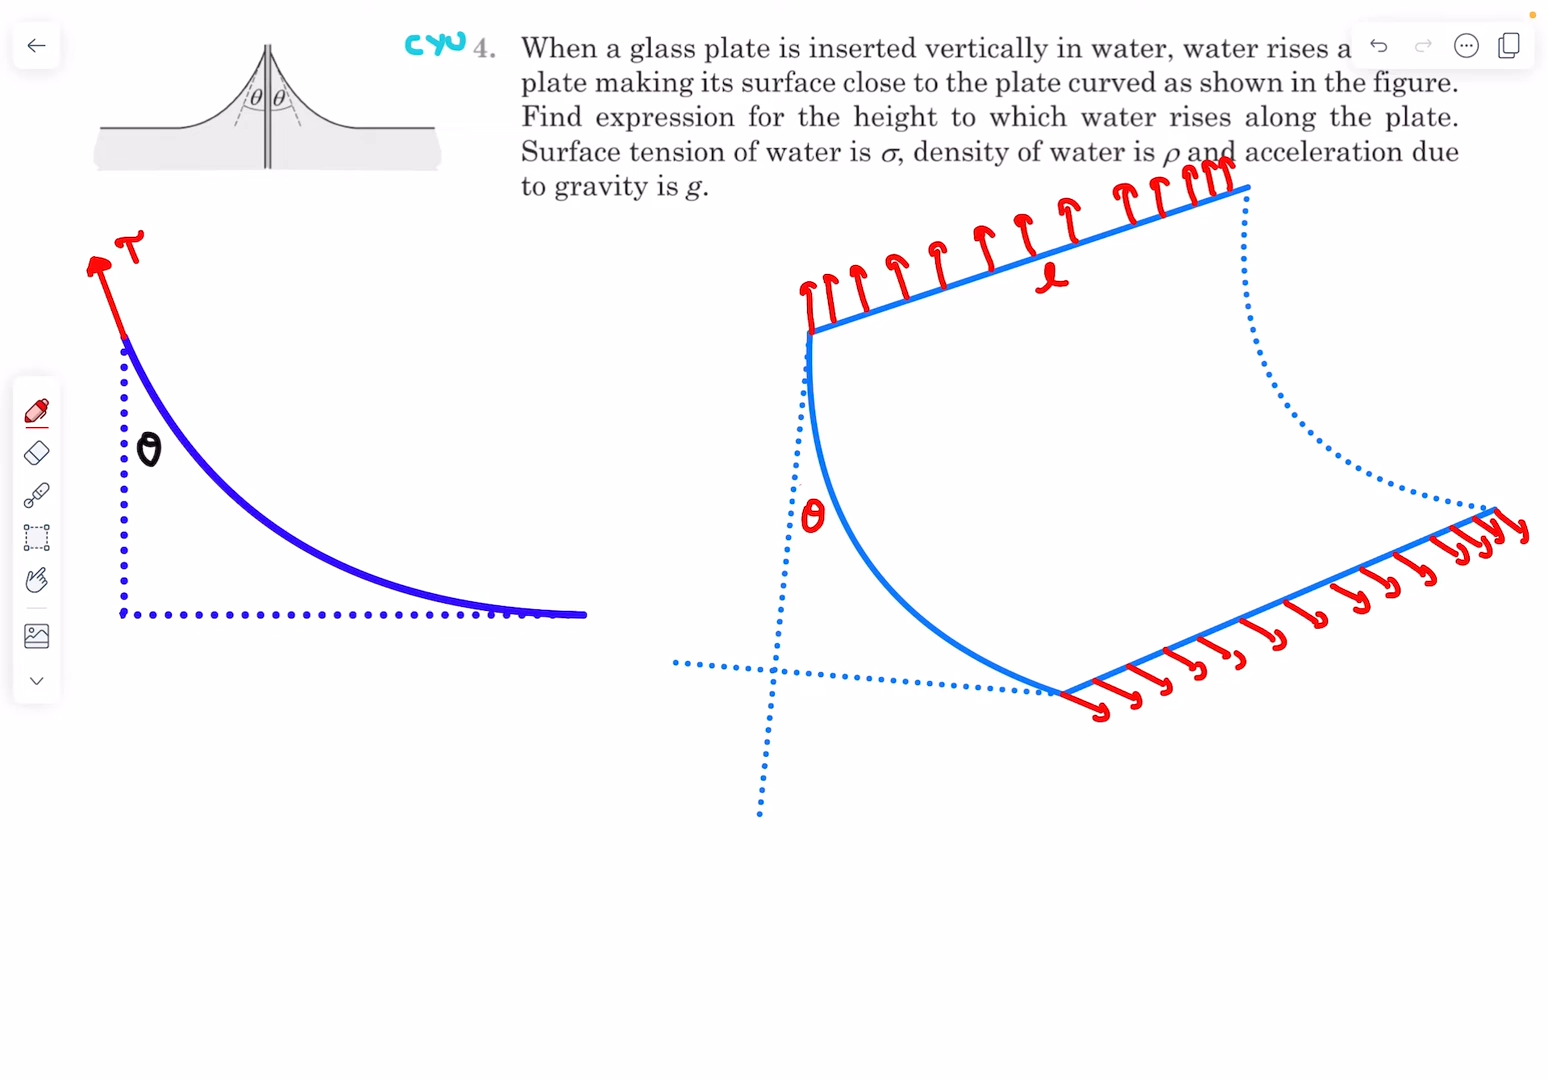 CYU 4. When a glass plate is inserted vertically in water, water rises a
plate making its surface close to the plate curved as shown in the figure.
Find expression for the height to which water rises along the plate.
Surface tension of water is σ, density of water is ρ and acceleration due
to gravity is g.
θ θ
T
θ
l
θ